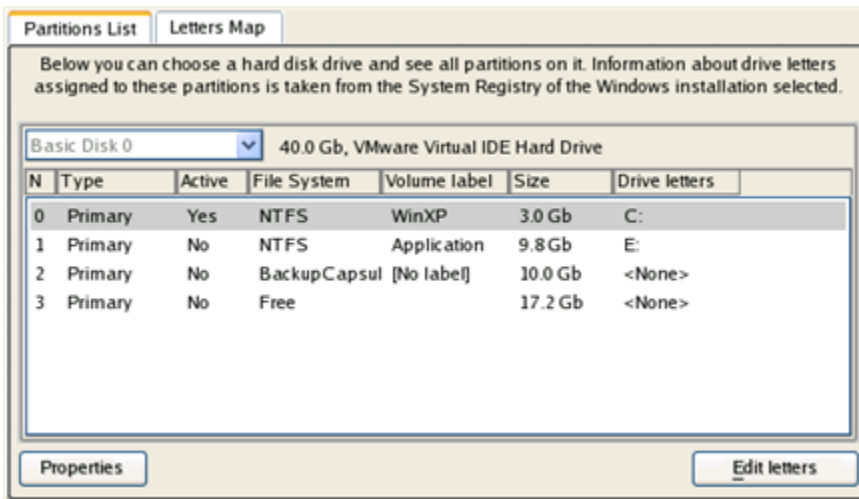 Partitions List Letters Map
Below you can choose a hard disk drive and see all partitions on it. Information about drive letters
assigned to these partitions is taken from the System Registry of the Windows installation selected.
Basic Disk 0 40.0 Gb, VMware Virtual IDE Hard Drive
N Type Active File System Volume label Size Drive letters
0 Primary Yes NTFS WinXP 3.0 Gb C:
1 Primary No NTFS Application 9.8 Gb E:
2 Primary No BackupCapsul [No label] 10.0 Gb <None>
3 Primary No Free 17.2 Gb <None>
Properties Edit letters